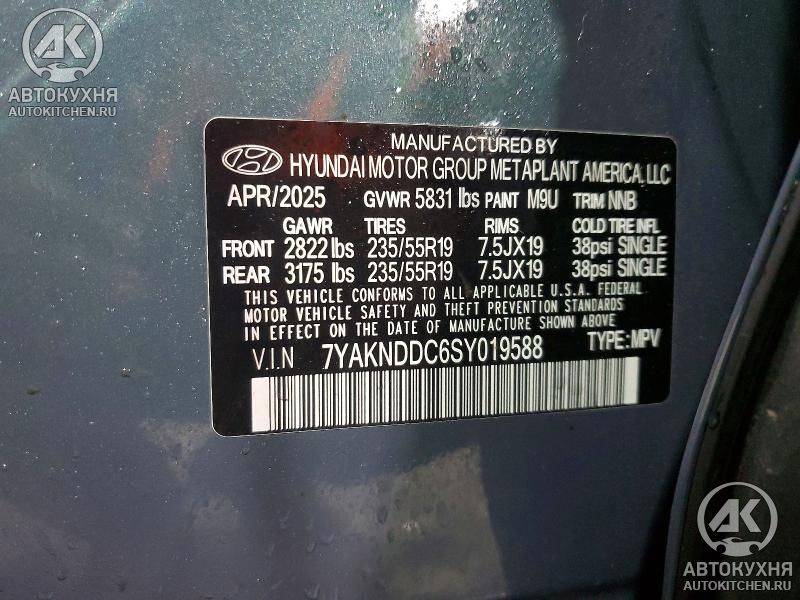 AK
АВТОКУХНЯ
AUTOKITCHEN.RU
MANUFACTURED BY
HYUNDAI MOTOR GROUP METAPLANT AMERICA, LLC
APR/2025 GVWR 5831 lbs PAINT M9U TRIM NNB
GAWR TIRES RIMS COLD TIRE INFL
FRONT 2822 lbs 235/55R19 7.5JX19 38psi SINGLE
REAR 3175 lbs 235/55R19 7.5JX19 38psi SINGLE
THIS VEHICLE CONFORMS TO ALL APPLICABLE U.S.A. FEDERAL
MOTOR VEHICLE SAFETY AND THEFT PREVENTION STANDARDS
IN EFFECT ON THE DATE OF MANUFACTURE SHOWN ABOVE.
V.I.N 7YAKNDDC6SY019588 TYPE:MPV
AK
АВТОКУХНЯ
AUTOKITCHEN.RU